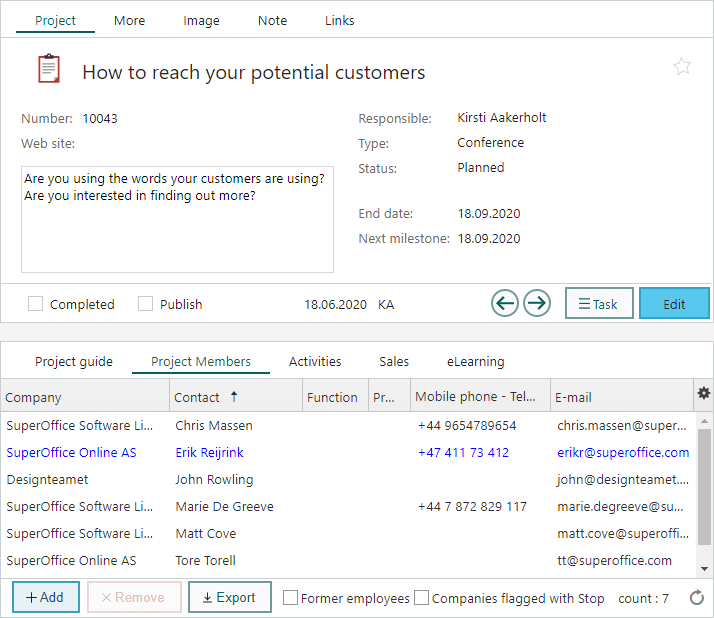 Project More Image Note Links
How to reach your potential customers
Number: 10043 Responsible: Kirsti Aakerholt
Web site: Type: Conference
Status: Planned
Are you using the words your customers are using?
Are you interested in finding out more?
End date: 18.09.2020
Next milestone: 18.09.2020
Completed Publish 18.06.2020 KA Task Edit
Project guide Project Members Activities Sales eLearning
Company Contact Function Pr... Mobile phone - Tel... E-mail
SuperOffice Software Li... Chris Massen +44 9654789654 chris.massen@super...
SuperOffice Online AS Erik Reijrink +47 411 73 412 erikr@superoffice.com
Designteamet John Rowling john@designteamet....
SuperOffice Software Li... Marie De Greeve +44 7 872 829 117 marie.degreeve@su...
SuperOffice Software Li... Matt Cove matt.cove@superoffi...
SuperOffice Online AS Tore Torell tt@superoffice.com
+ Add × Remove Export Former employees Companies flagged with Stop count : 7